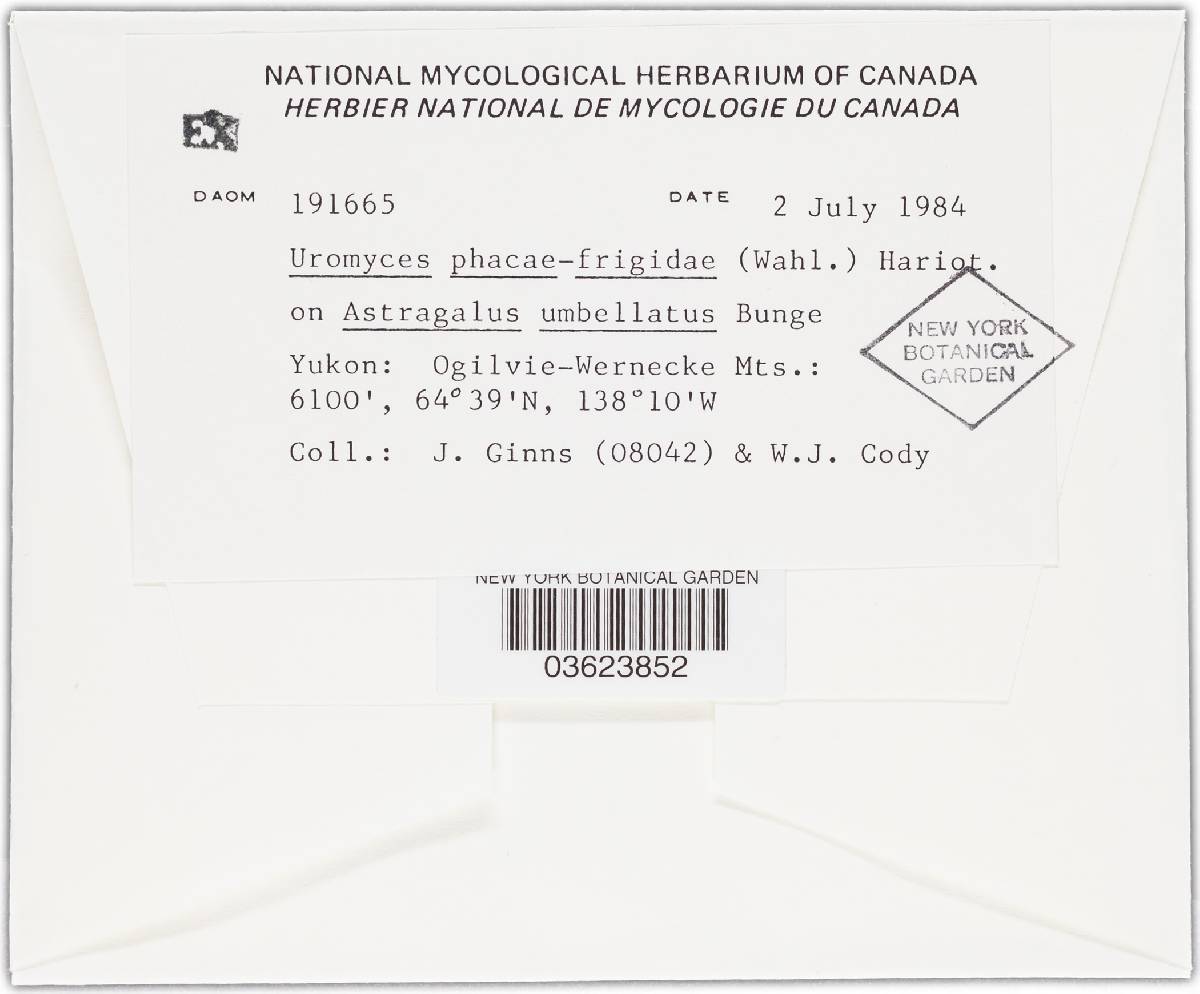 NATIONAL MYCOLOGICAL HERBARIUM OF CANADA
HERBIER NATIONAL DE MYCOLOGIE DU CANADA
DAOM 191665 DATE 2 July 1984
Uromyces phacae-frigidae (Wahl.) Hariot.
on Astragalus umbellatus Bunge
Yukon: Ogilvie-Wernecke Mts.:
6100', 64°39'N, 138°10'W
Coll.: J. Ginns (08042) & W.J. Cody
NEW YORK
BOTANICAL
GARDEN
NEW YORK BOTANICAL GARDEN
03623852